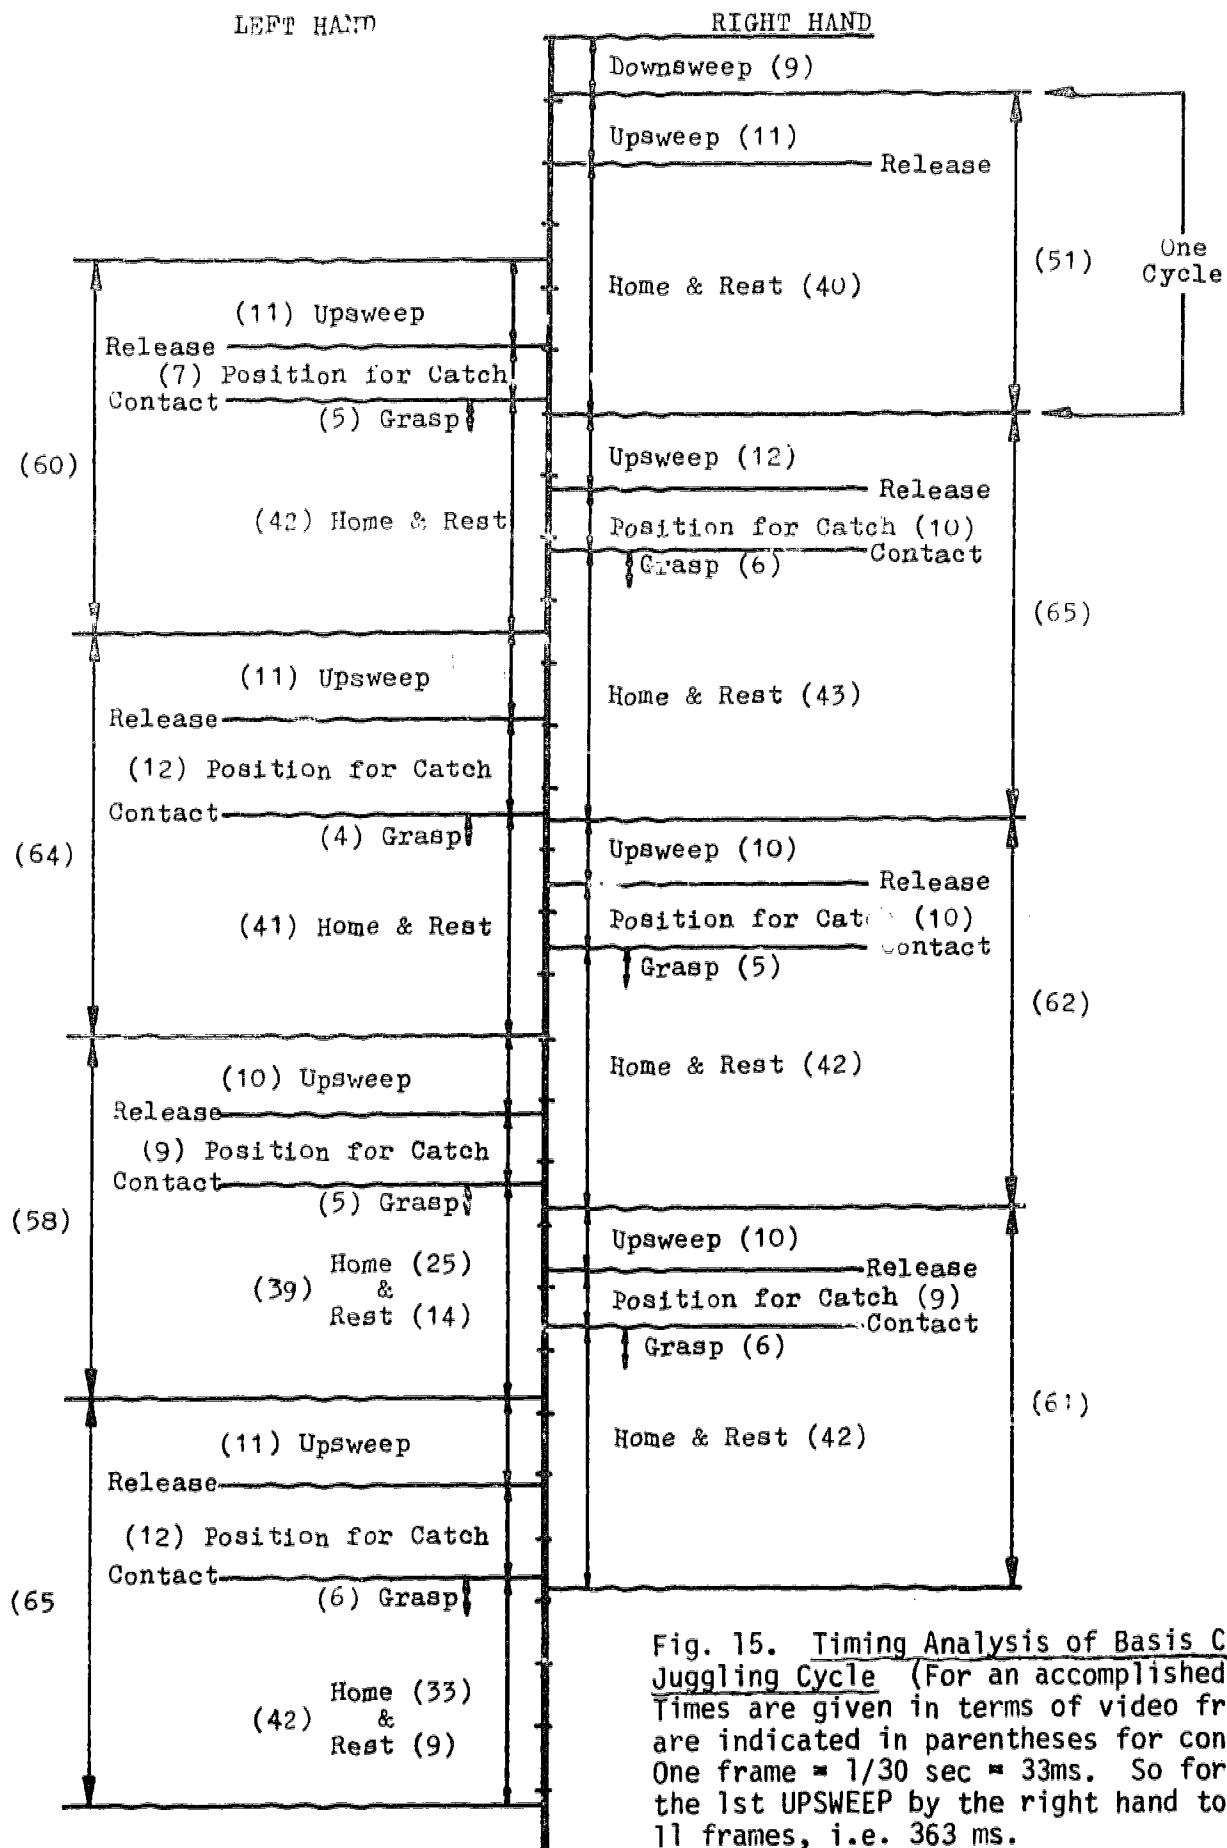 LEFT HAND
RIGHT HAND
Downsweep (9)
Upsweep (11)
Release
(51)
One
Cycle
Home & Rest (40)
(11) Upsweep
Release
(7) Position for Catch
Contact
(5) Grasp
(60)
(42) Home & Rest
Upsweep (12)
Release
Position for Catch (10)
Contact
Grasp (6)
(65)
Home & Rest (43)
(11) Upsweep
Release
(12) Position for Catch
Contact
(4) Grasp
(64)
(41) Home & Rest
Upsweep (10)
Release
Position for Cat (10)
Contact
Grasp (5)
(62)
Home & Rest (42)
(10) Upsweep
Release
(9) Position for Catch
Contact
(5) Grasp
(58)
Home (25)
(39) &
Rest (14)
Upsweep (10)
Release
Position for Catch (9)
Contact
Grasp (6)
(61)
Home & Rest (42)
(11) Upsweep
Release
(12) Position for Catch
Contact
(6) Grasp
(65
Home (33)
(42) &
Rest (9)
Fig. 15. Timing Analysis of Basis C
Juggling Cycle (For an accomplished
Times are given in terms of video fr
are indicated in parentheses for con
One frame = 1/30 sec = 33ms. So for
the 1st UPSWEEP by the right hand to
11 frames, i.e. 363 ms.